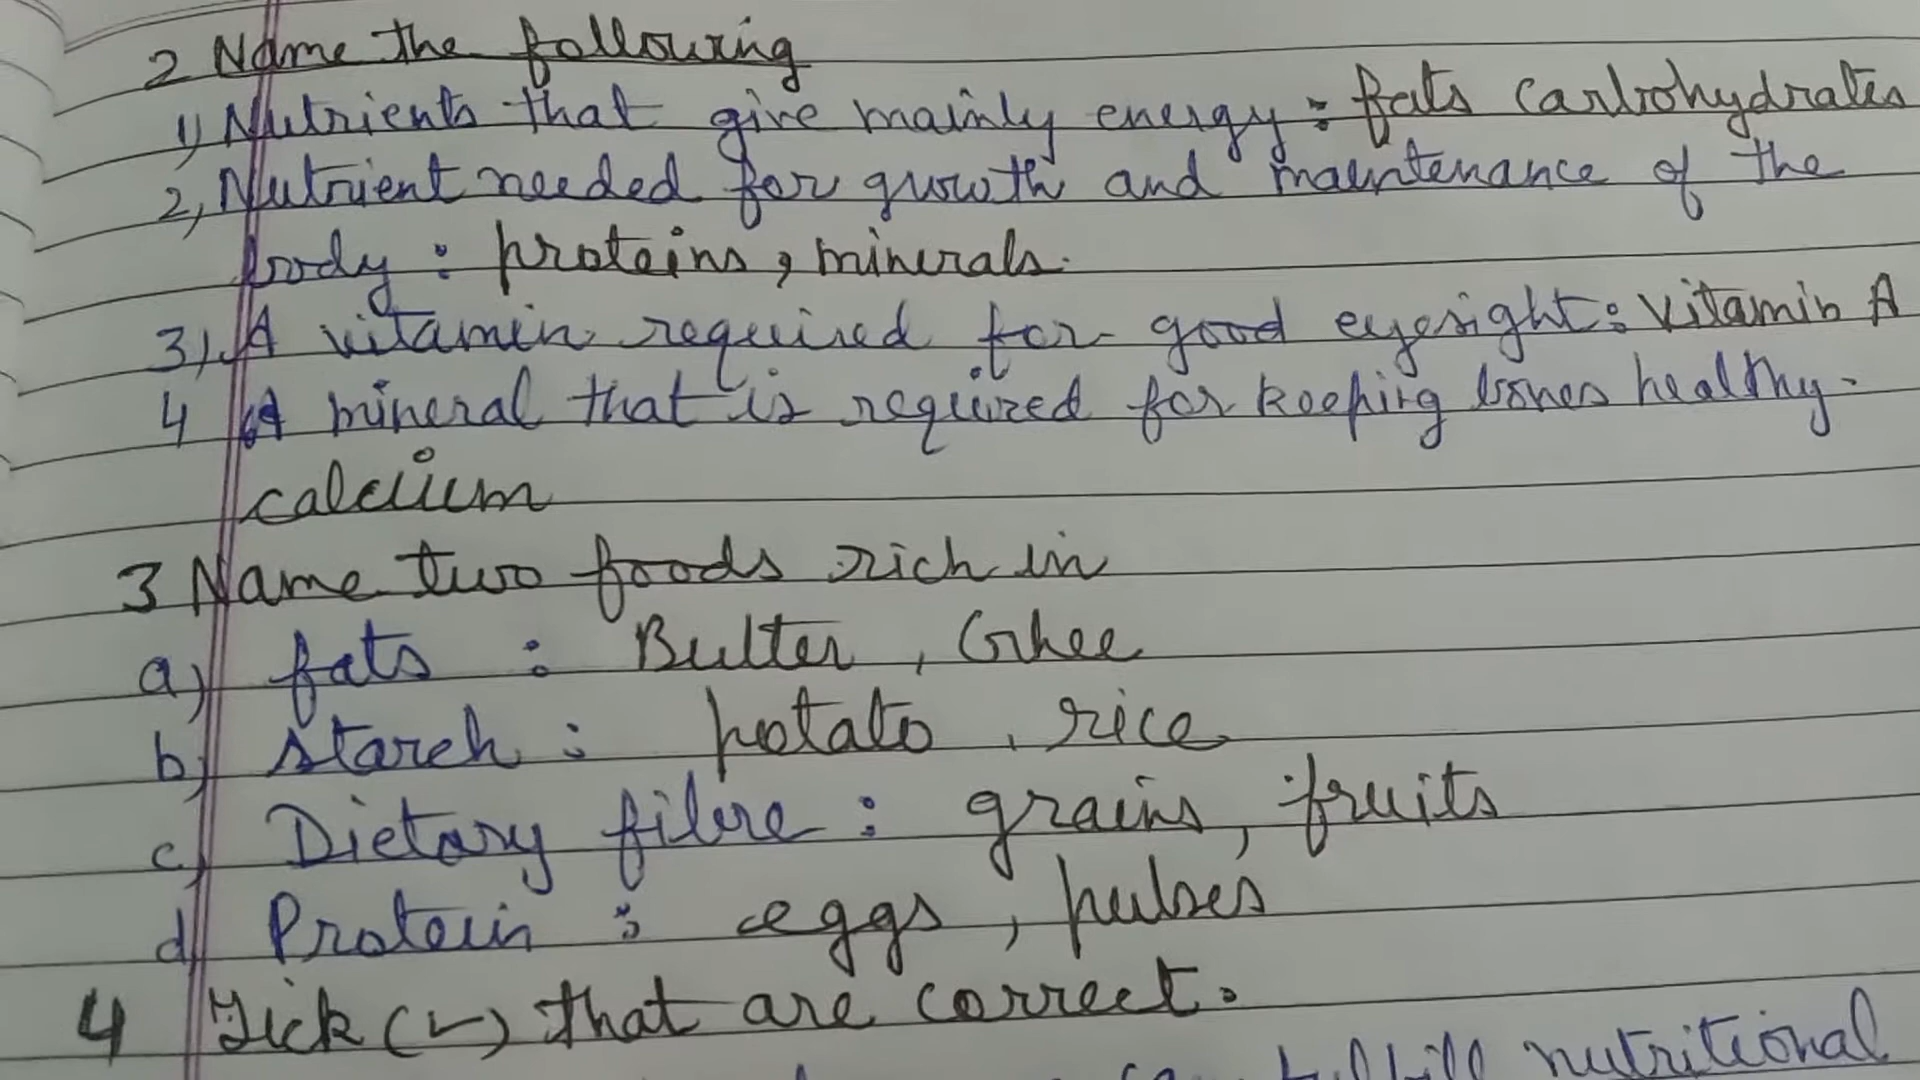 2 Name the following
1) Nutrients that give mainly energy: fats carbohydrates
2, Nutrient needed for growth and maintenance of the
body: proteins, minerals.
3). A vitamin required for good eyesight: Vitamin A
4 A mineral that is required for keeping bones healthy-
calcium
3 Name two foods rich in
a) fats : Butter, Ghee
b) starch : potato, rice
c) Dietary fibre : grains, fruits
d) Protein : eggs, pulses
4 Tick (✓) that are correct.
fulfill nutritional